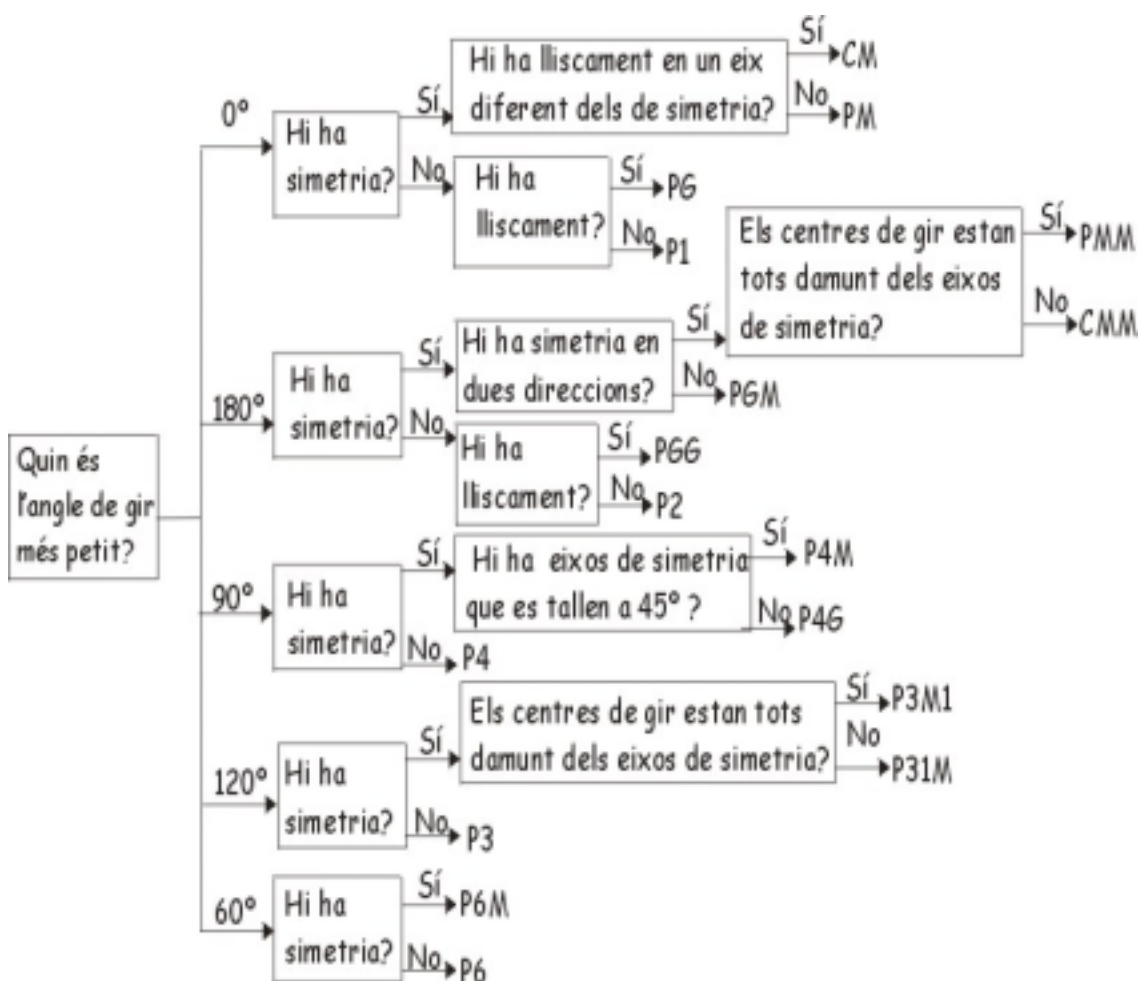 Quin és
l'angle de gir
més petit?
0º
Hi ha
simetria?
Sí
Hi ha lliscament en un eix
diferent dels de simetria?
Sí
CM
No
PM
No
Hi ha
lliscament?
Sí
PG
No
P1
180º
Hi ha
simetria?
Sí
Hi ha simetria en
dues direccions?
Sí
Els centres de gir estan
tots damunt dels eixos
de simetria?
Sí
PMM
No
CMM
No
PGM
No
Hi ha
lliscament?
Sí
PGG
No
P2
90º
Hi ha
simetria?
Sí
Hi ha eixos de simetria
que es tallen a 45º ?
Sí
P4M
No
P4G
No
P4
120º
Hi ha
simetria?
Sí
Els centres de gir estan tots
damunt dels eixos de simetria?
Sí
P3M1
No
P31M
No
P3
60º
Hi ha
simetria?
Sí
P6M
No
P6